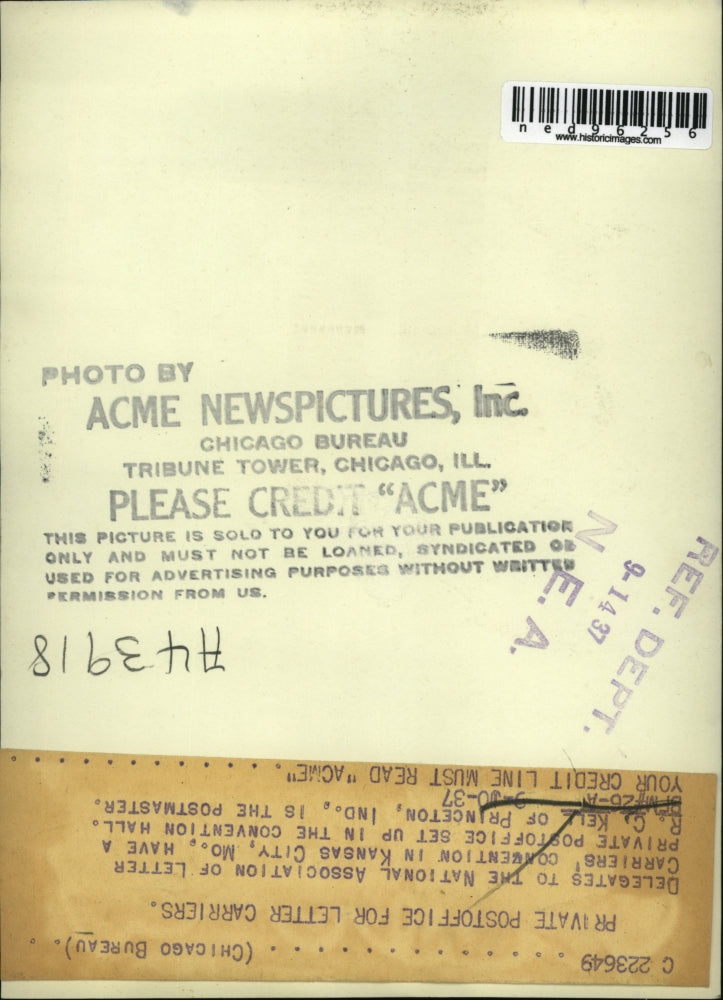 ned96256
www.historicimages.com
PHOTO BY
ACME NEWSPICTURES, Inc.
CHICAGO BUREAU
TRIBUNE TOWER, CHICAGO, ILL.
PLEASE CREDIT "ACME"
THIS PICTURE IS SOLD TO YOU FOR YOUR PUBLICATION
ONLY AND MUST NOT BE LOANED, SYNDICATED OR
USED FOR ADVERTISING PURPOSES WITHOUT WRITTEN
PERMISSION FROM US.
REF. DEPT.
9-14 37
N. E. A.
A43918
C 223649 . . . . . . . . . . . . . (CHICAGO BUREAU). .
PRIVATE POSTOFFICE FOR LETTER CARRIERS.
DELEGATES TO THE NATIONAL ASSOCIATION OF LETTER
CARRIERS' CONVENTION IN KANSAS CITY, MO., HAVE A
PRIVATE POSTOFFICE SET UP IN THE CONVENTION HALL.
R. C. KELL OF PRINCETON, IND., IS THE POSTMASTER.
YOUR CREDIT LINE MUST READ "ACME". . . . . . . . . . .